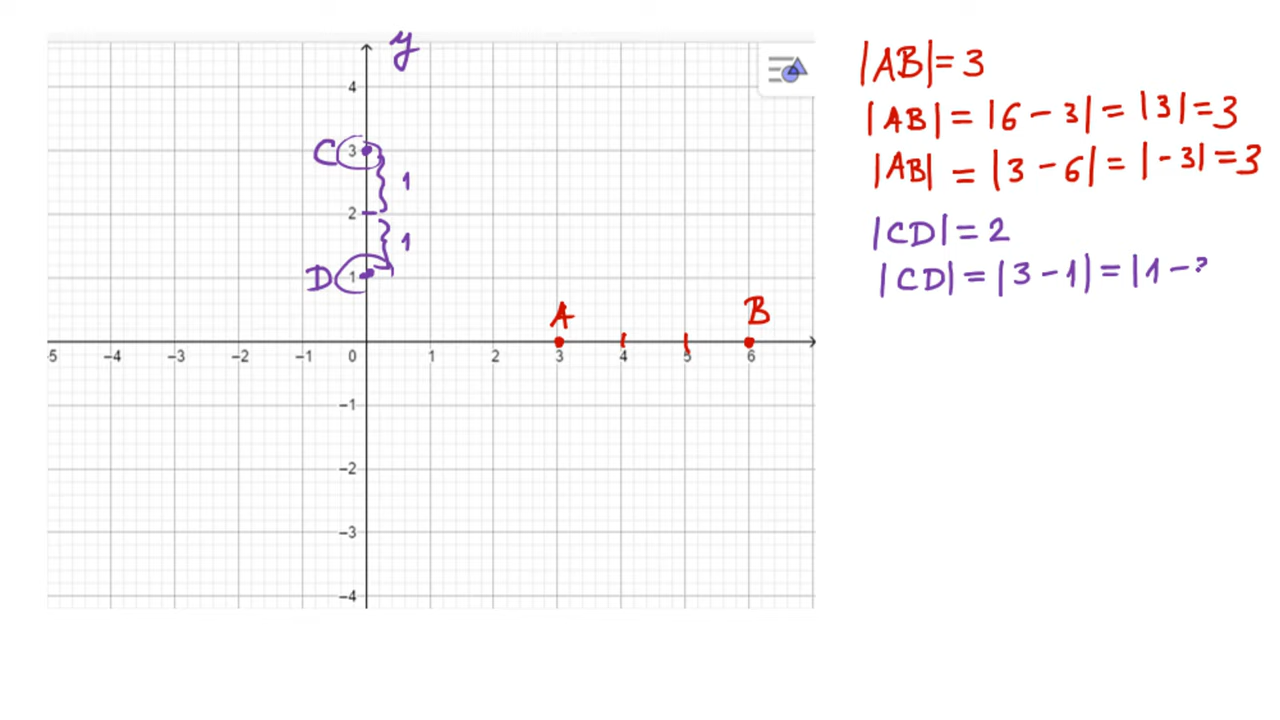 y
4
C 3
1
2
1
D 1
A B
-5 −4 −3 −2 −1 0 1 2 3 4 5 6
−1
−2
−3
−4
|AB|= 3
|AB| = |6 − 3| = |3| = 3
|AB| = |3 − 6| = |− 3| = 3
|CD| = 2
|CD| = |3 − 1| = |1 −